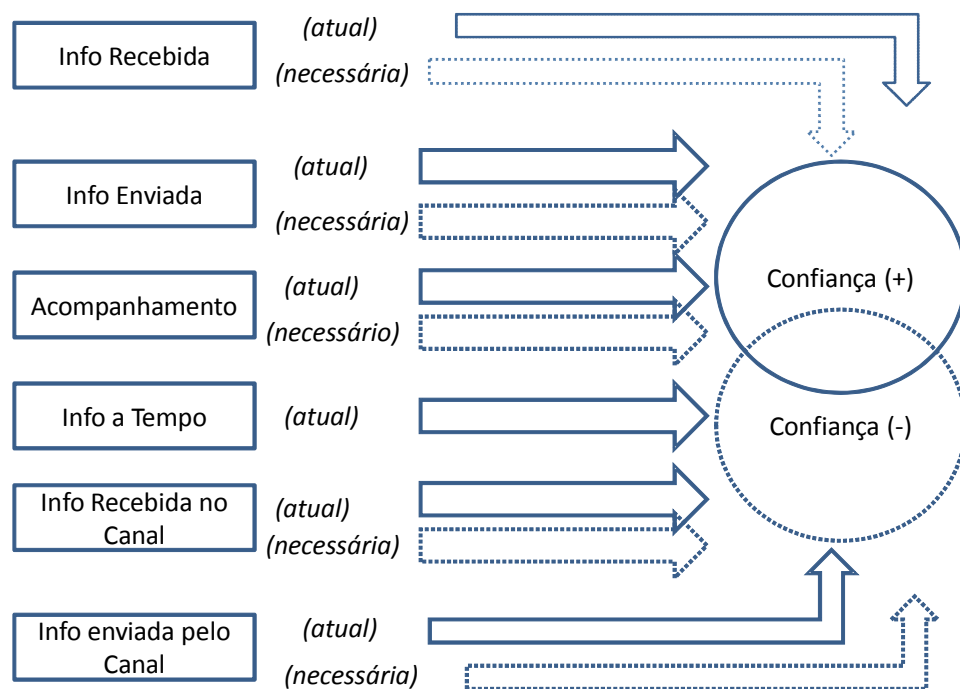 Info Recebida
(atual)
(necessária)
Info Enviada
(atual)
(necessária)
Acompanhamento
(atual)
(necessário)
Info a Tempo
(atual)
Info Recebida no
Canal
(atual)
(necessária)
Info enviada pelo
Canal
(atual)
(necessária)
Confiança (+)
Confiança (-)